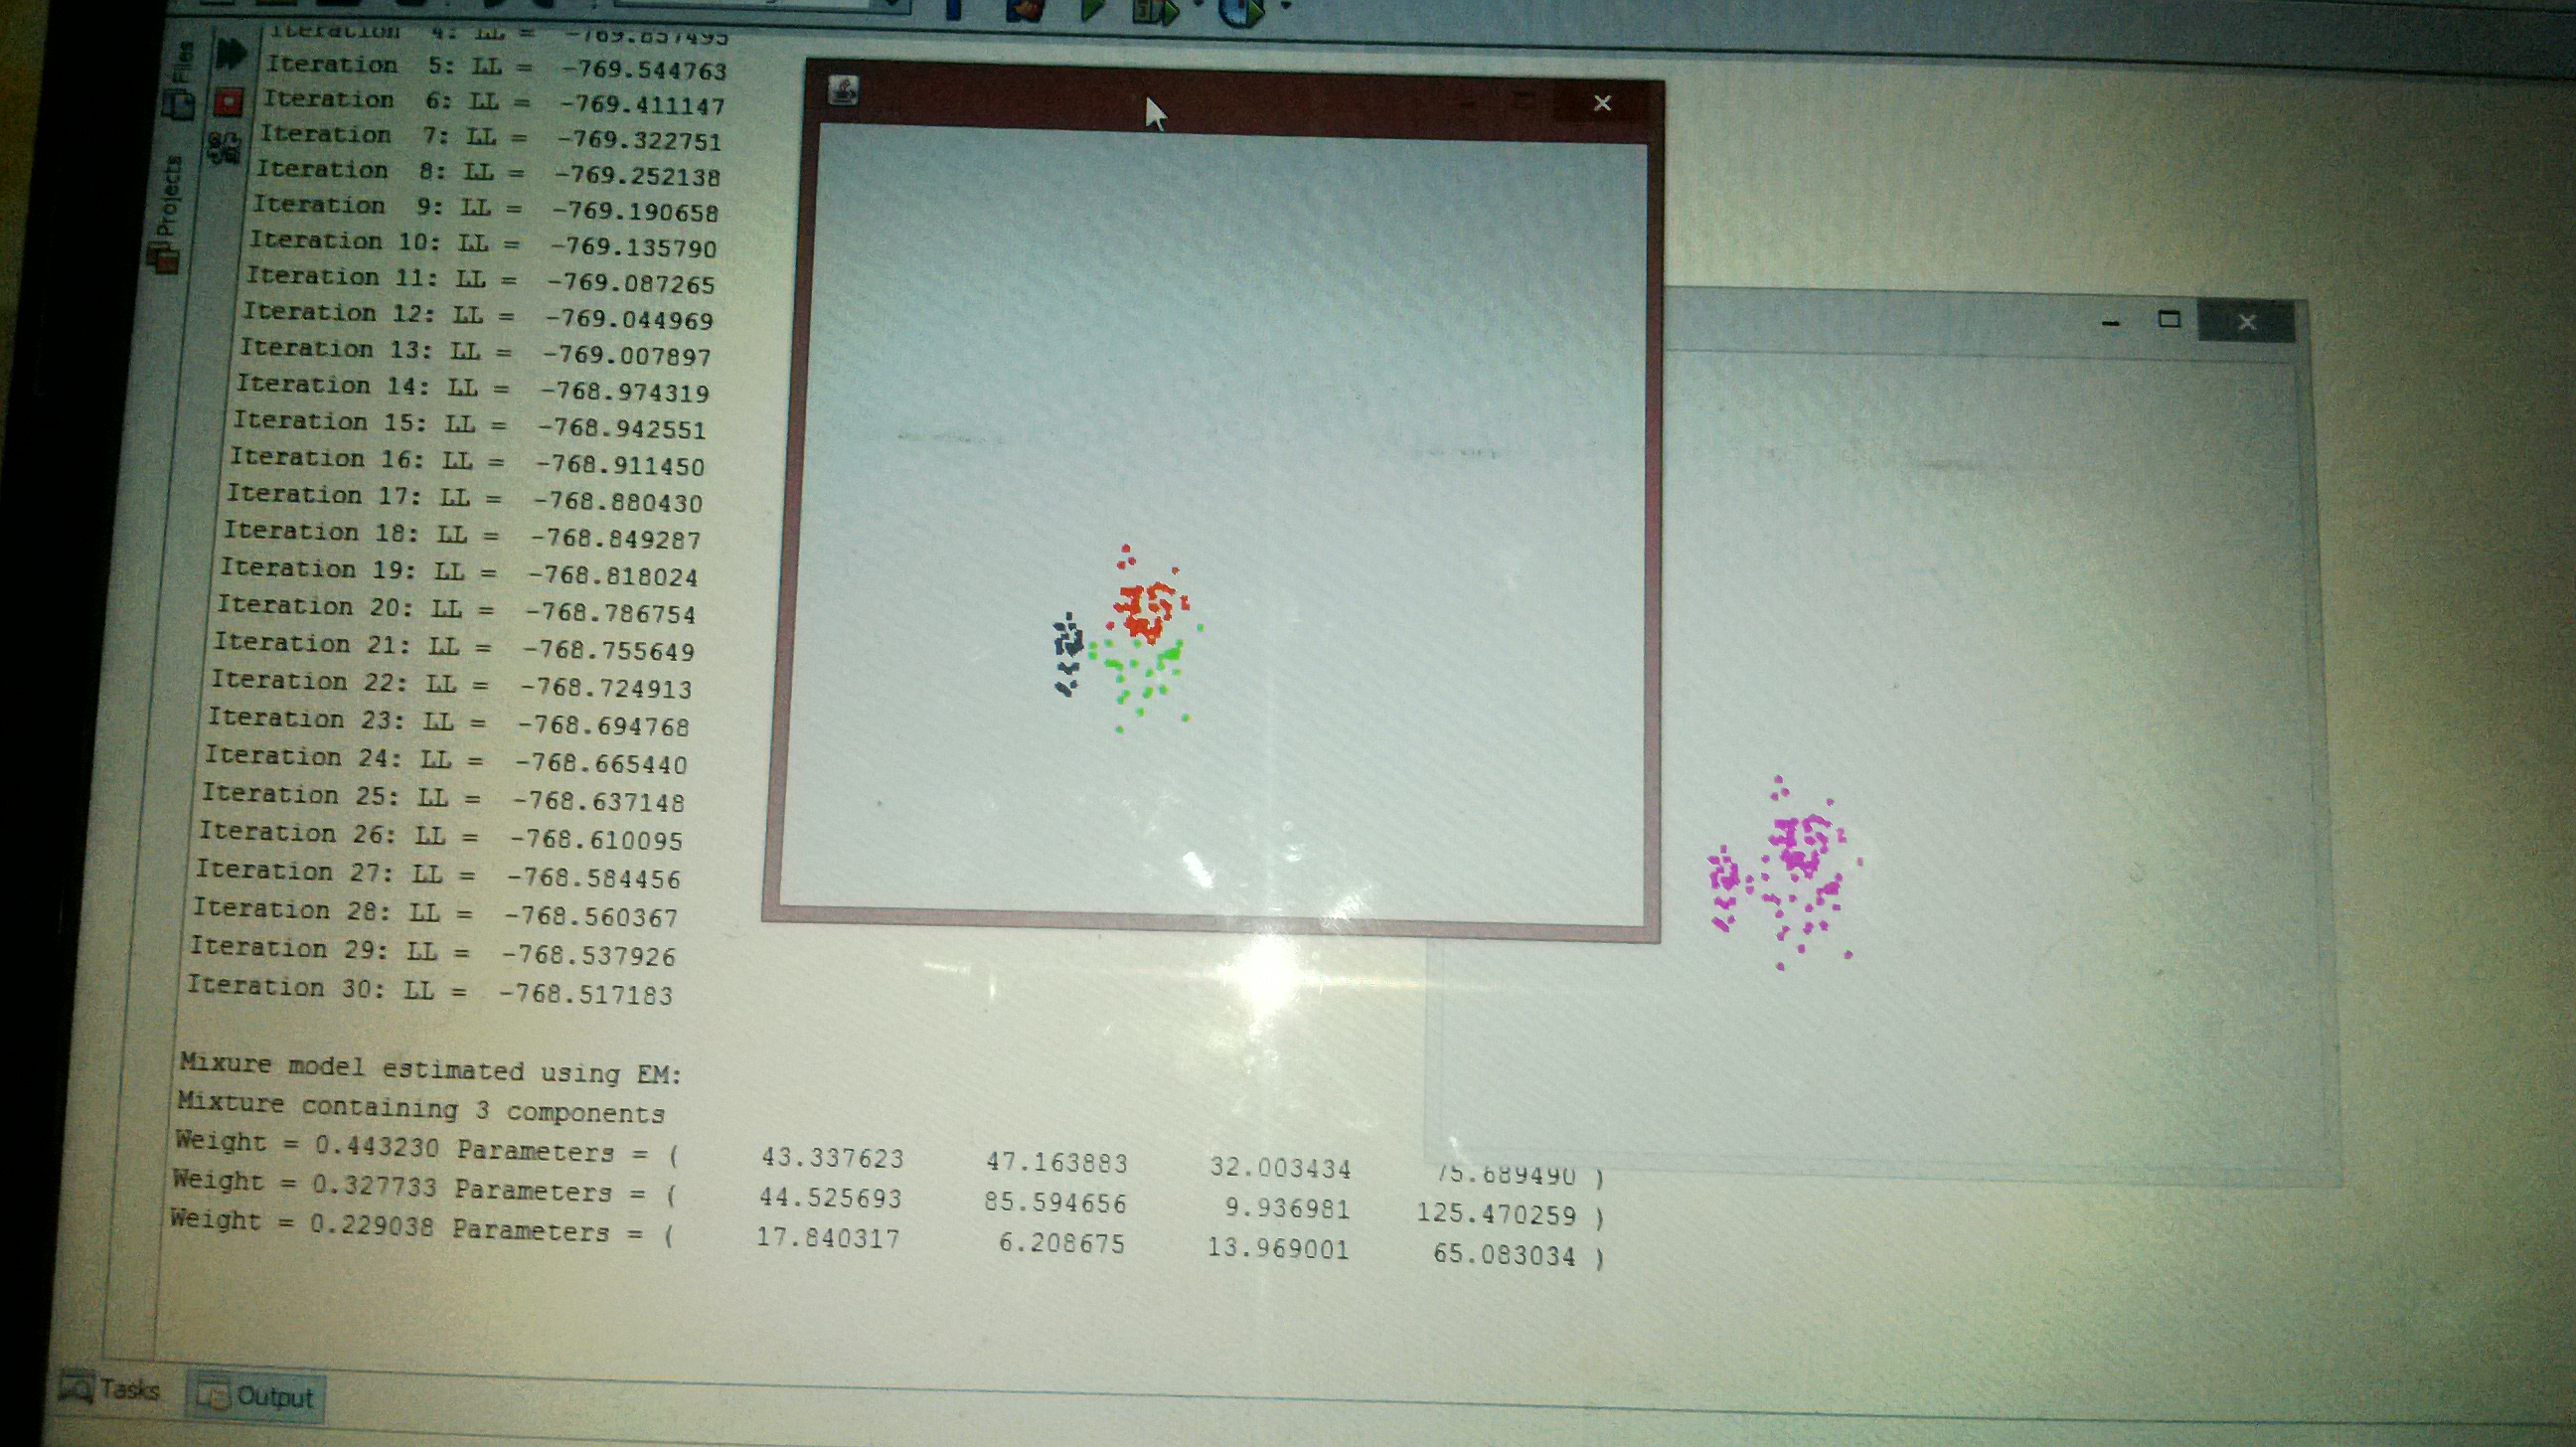 Files
Projects
Iteration  4: LL =  -769.857495
Iteration  5: LL =  -769.544763
Iteration  6: LL =  -769.411147
Iteration  7: LL =  -769.322751
Iteration  8: LL =  -769.252138
Iteration  9: LL =  -769.190658
Iteration 10: LL =  -769.135790
Iteration 11: LL =  -769.087265
Iteration 12: LL =  -769.044969
Iteration 13: LL =  -769.007897
Iteration 14: LL =  -768.974319
Iteration 15: LL =  -768.942551
Iteration 16: LL =  -768.911450
Iteration 17: LL =  -768.880430
Iteration 18: LL =  -768.849287
Iteration 19: LL =  -768.818024
Iteration 20: LL =  -768.786754
Iteration 21: LL =  -768.755649
Iteration 22: LL =  -768.724913
Iteration 23: LL =  -768.694768
Iteration 24: LL =  -768.665440
Iteration 25: LL =  -768.637148
Iteration 26: LL =  -768.610095
Iteration 27: LL =  -768.584456
Iteration 28: LL =  -768.560367
Iteration 29: LL =  -768.537926
Iteration 30: LL =  -768.517183
Mixure model estimated using EM:
Mixture containing 3 components
Weight = 0.443230 Parameters = ( 43.337623 47.163883 32.003434 75.689490 )
Weight = 0.327733 Parameters = ( 44.525693 85.594656 9.936981 125.470259 )
Weight = 0.229038 Parameters = ( 17.840317 6.208675 13.969001 65.083034 )
Tasks
Output